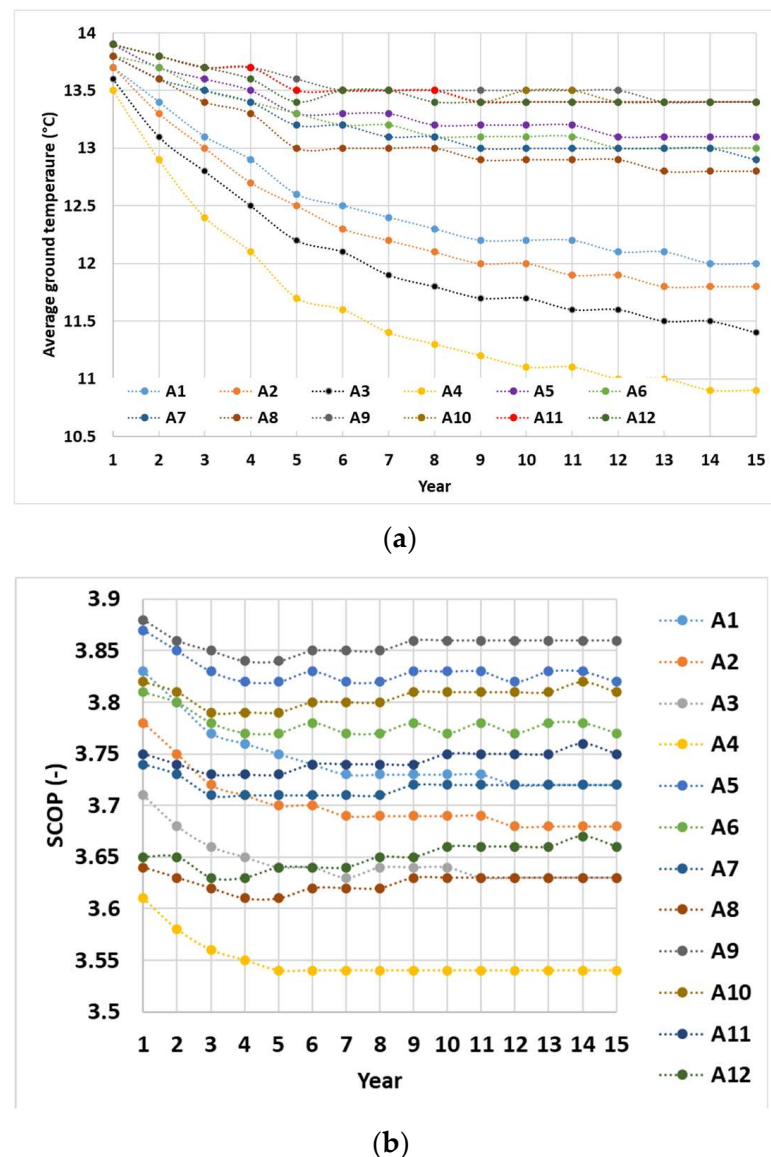 14
13.5
13
12.5
12
11.5
11
10.5
Average ground temperaure (°C)
A1 A2 A3 A4 A5 A6
A7 A8 A9 A10 A11 A12
1 2 3 4 5 6 7 8 9 10 11 12 13 14 15
Year
(a)
3.9
3.85
3.8
3.75
3.7
3.65
3.6
3.55
3.5
SCOP (-)
1 2 3 4 5 6 7 8 9 10 11 12 13 14 15
Year
A1
A2
A3
A4
A5
A6
A7
A8
A9
A10
A11
A12
(b)